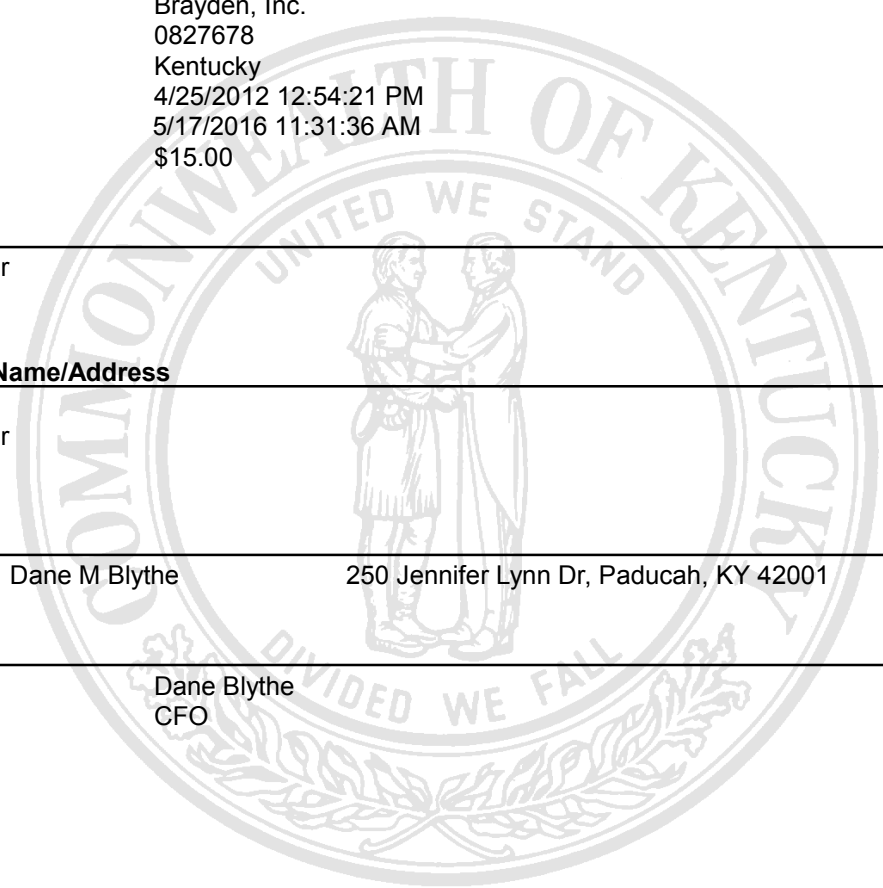 Brayden, Inc.
0827678
Kentucky
4/25/2012 12:54:21 PM
5/17/2016 11:31:36 AM
$15.00
COMMONWEALTH OF KENTUCKY
UNITED WE STAND
r
Name/Address
r
Dane M Blythe 250 Jennifer Lynn Dr, Paducah, KY 42001
DIVIDED WE FALL
Dane Blythe
CFO